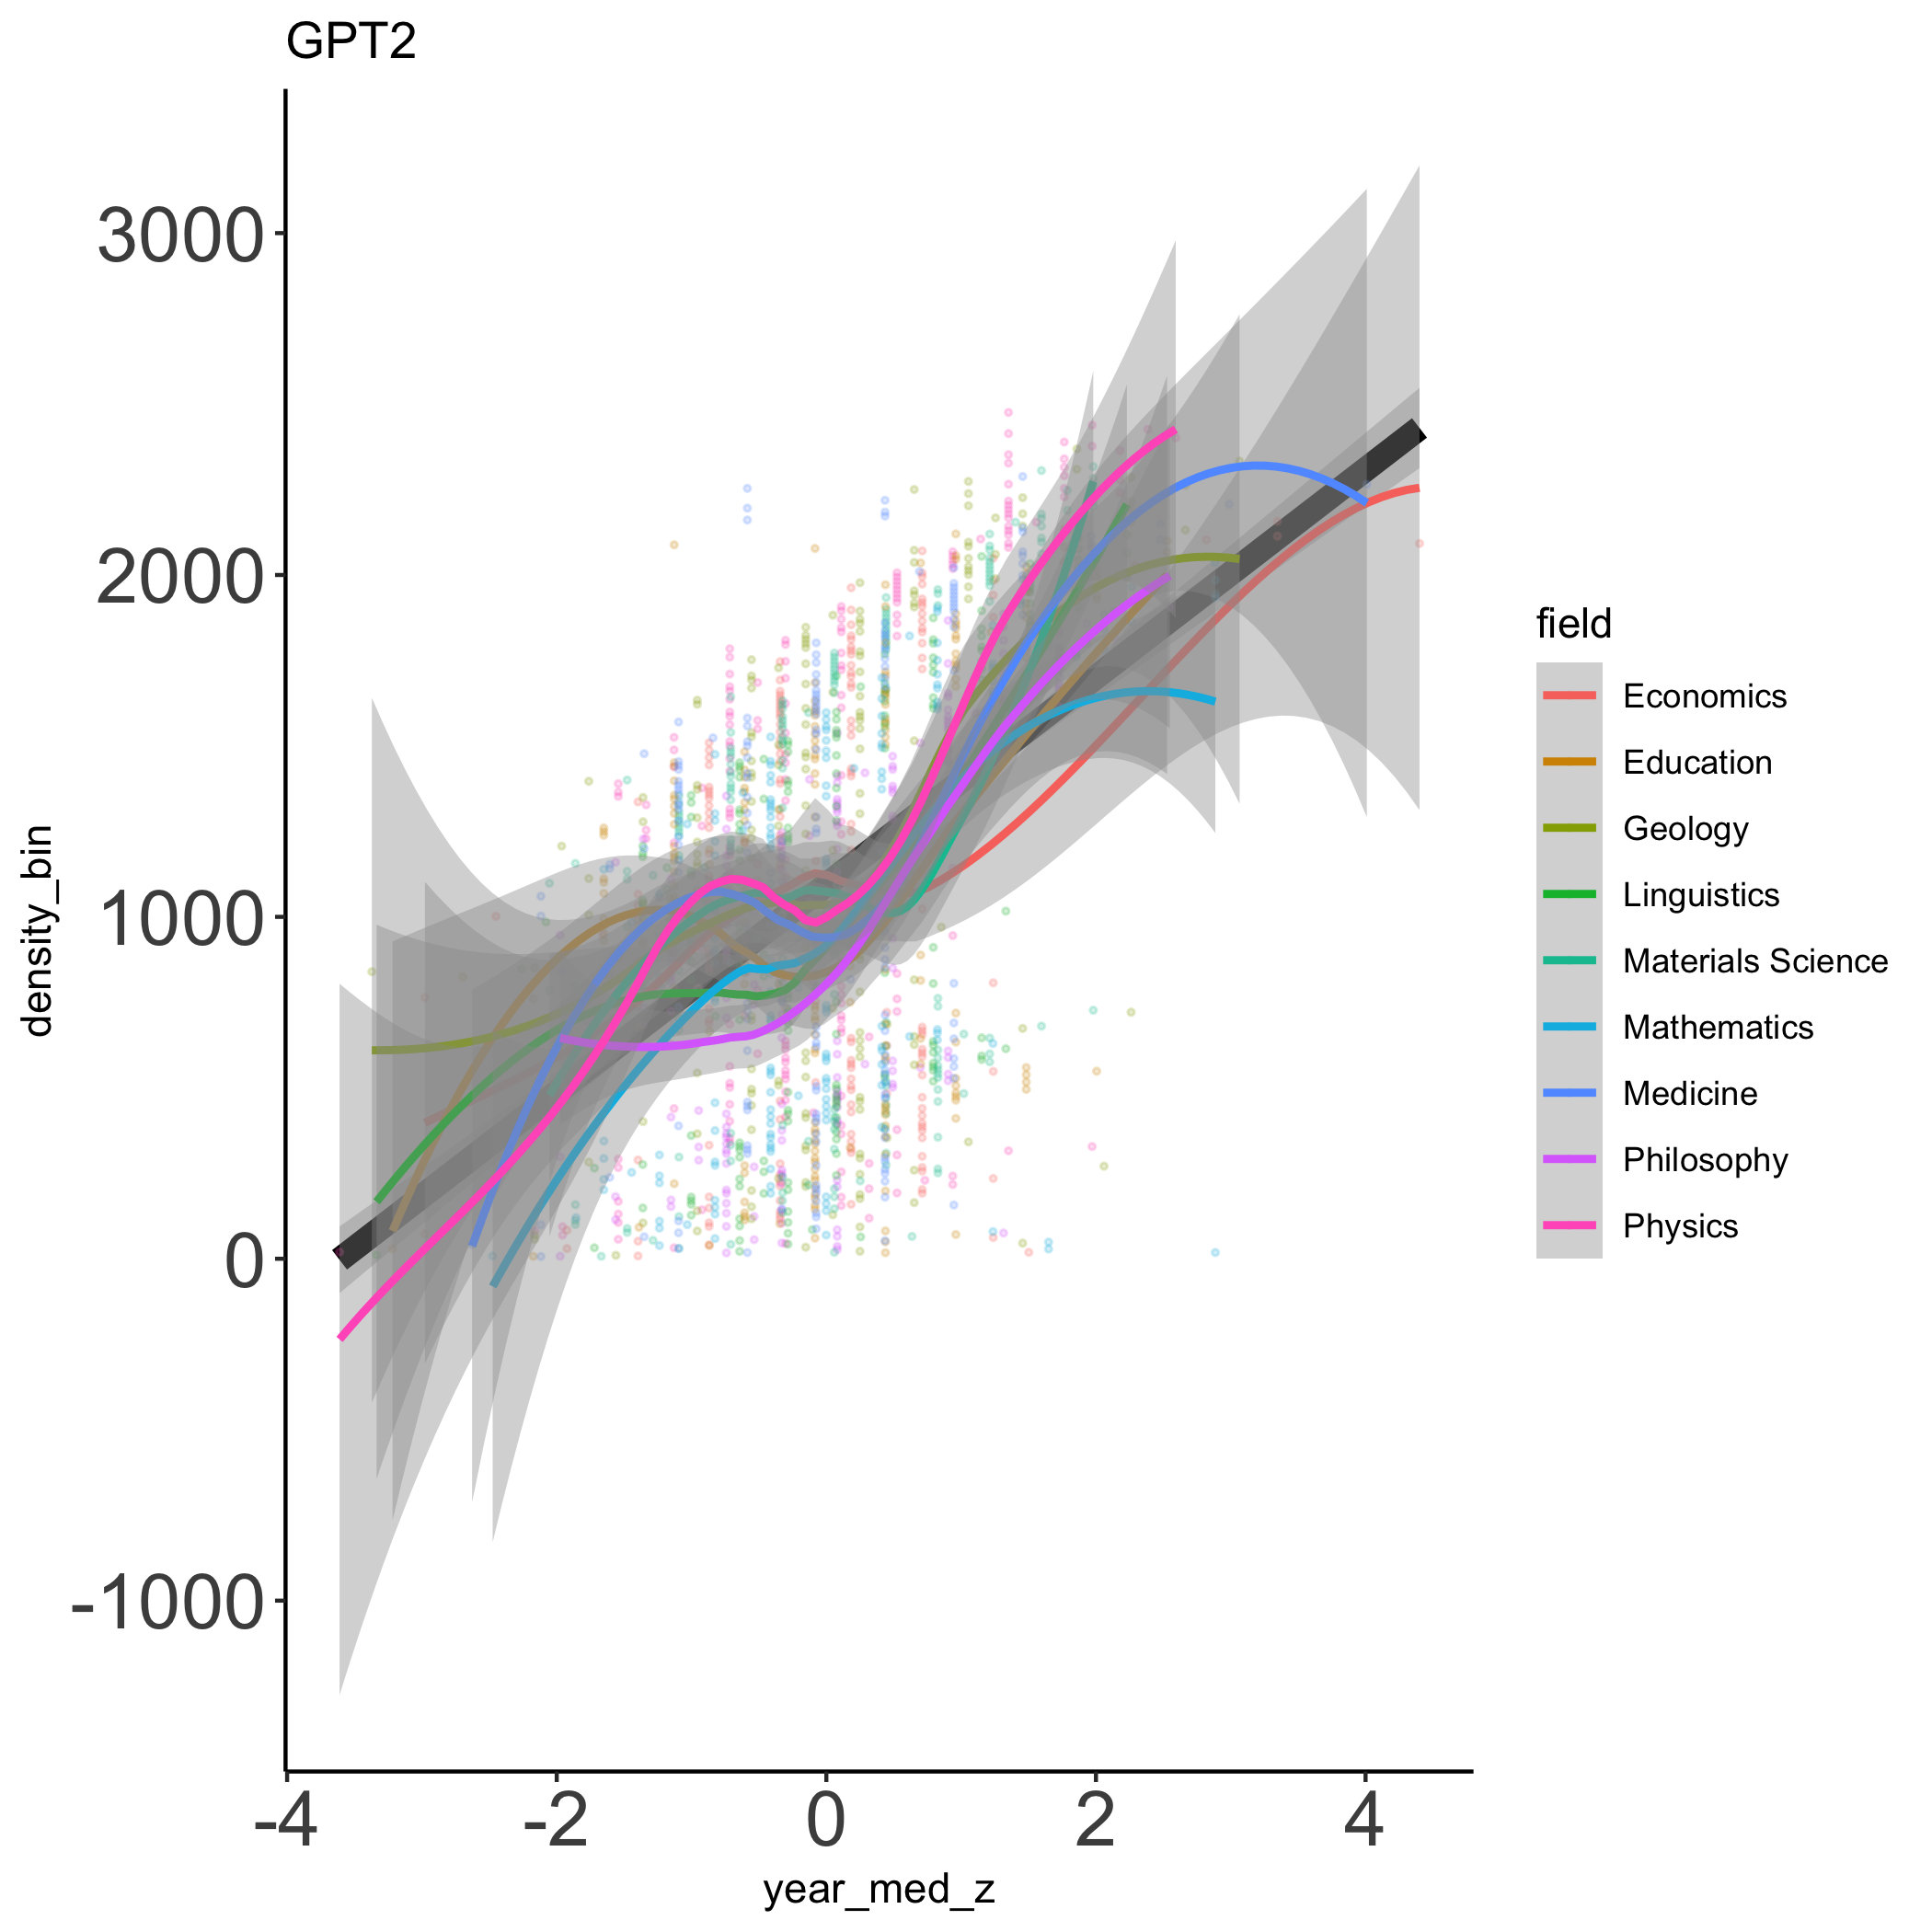 GPT2
density_bin
3000
2000
1000
0
-1000
-4
-2
0
2
4
year_med_z
field
Economics
Education
Geology
Linguistics
Materials Science
Mathematics
Medicine
Philosophy
Physics